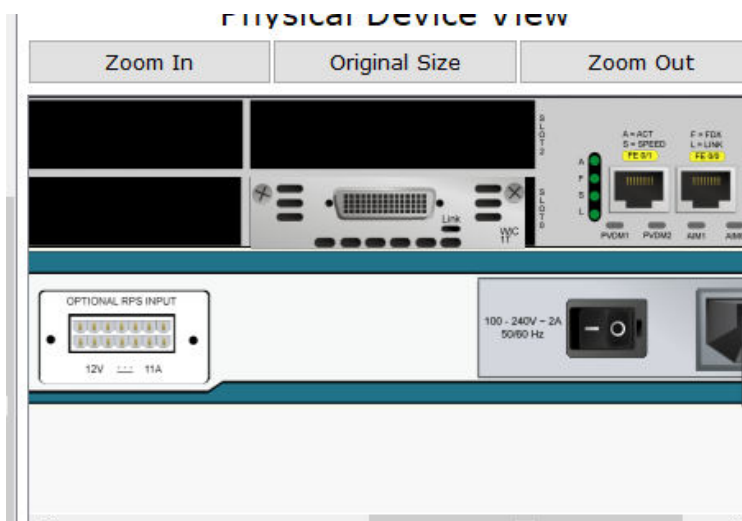 Physical Device View
Zoom In
Original Size
Zoom Out
SLOT 2
A = ACT
S = SPEED
F = FDX
L = LINK
FE 0/1
FE 0/0
A
F
S
L
SLOT 0
Link
WIC
1T
PVDM1
PVDM2
AIM1
OPTIONAL RPS INPUT
12V
11A
100 - 240V ~ 2A
50/60 Hz